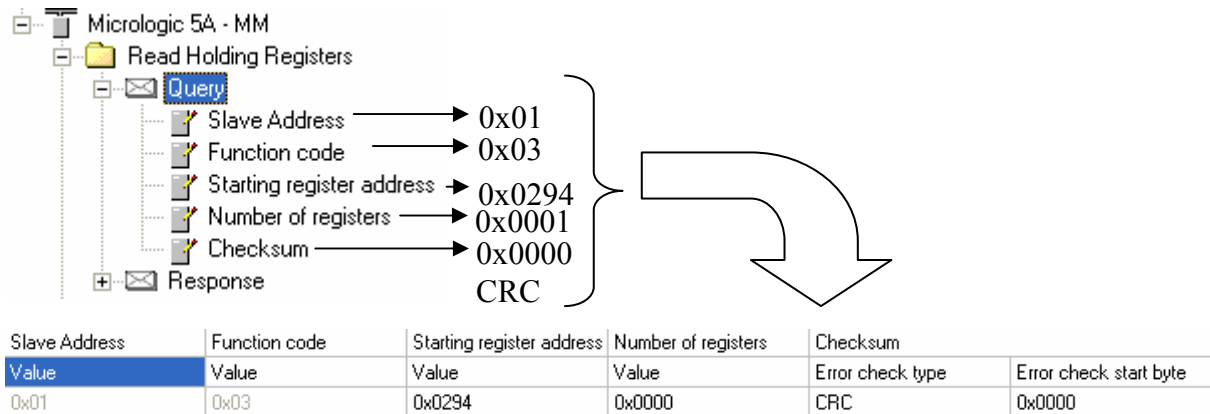 Micrologic 5A - MM
Read Holding Registers
Query
Slave Address 0x01
Function code 0x03
Starting register address 0x0294
Number of registers 0x0001
Checksum 0x0000
Response CRC
Slave Address Function code Starting register address Number of registers Checksum
Value Value Value Value Error check type Error check start byte
0x01 0x03 0x0294 0x0000 CRC 0x0000